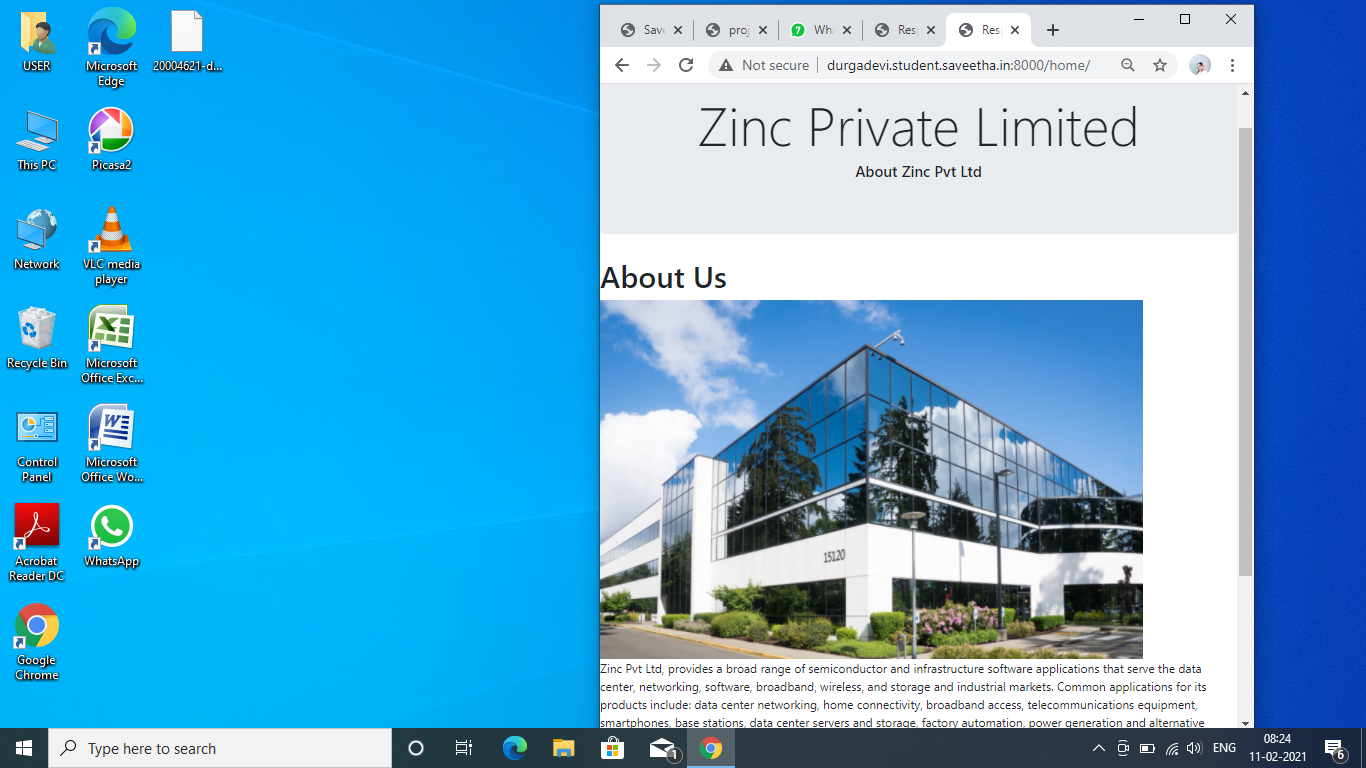 USER
Microsoft
Edge
20004621-d...
This PC
Picasa2
Network
VLC media
player
Recycle Bin
Microsoft
Office Exc...
Control
Panel
Microsoft
Office Wo...
Acrobat
Reader DC
WhatsApp
Google
Chrome
Save
proj
Wha
Resp
Resp
Not secure
durgadevi.student.saveetha.in:8000/home/
Zinc Private Limited
About Zinc Pvt Ltd
About Us
15120
Zinc Pvt Ltd, provides a broad range of semiconductor and infrastructure software applications that serve the data
center, networking, software, broadband, wireless, and storage and industrial markets. Common applications for its
products include: data center networking, home connectivity, broadband access, telecommunications equipment,
smartphones, base stations, data center servers and storage, factory automation, power generation and alternative
Type here to search
1
ENG
08:24
11-02-2021
6